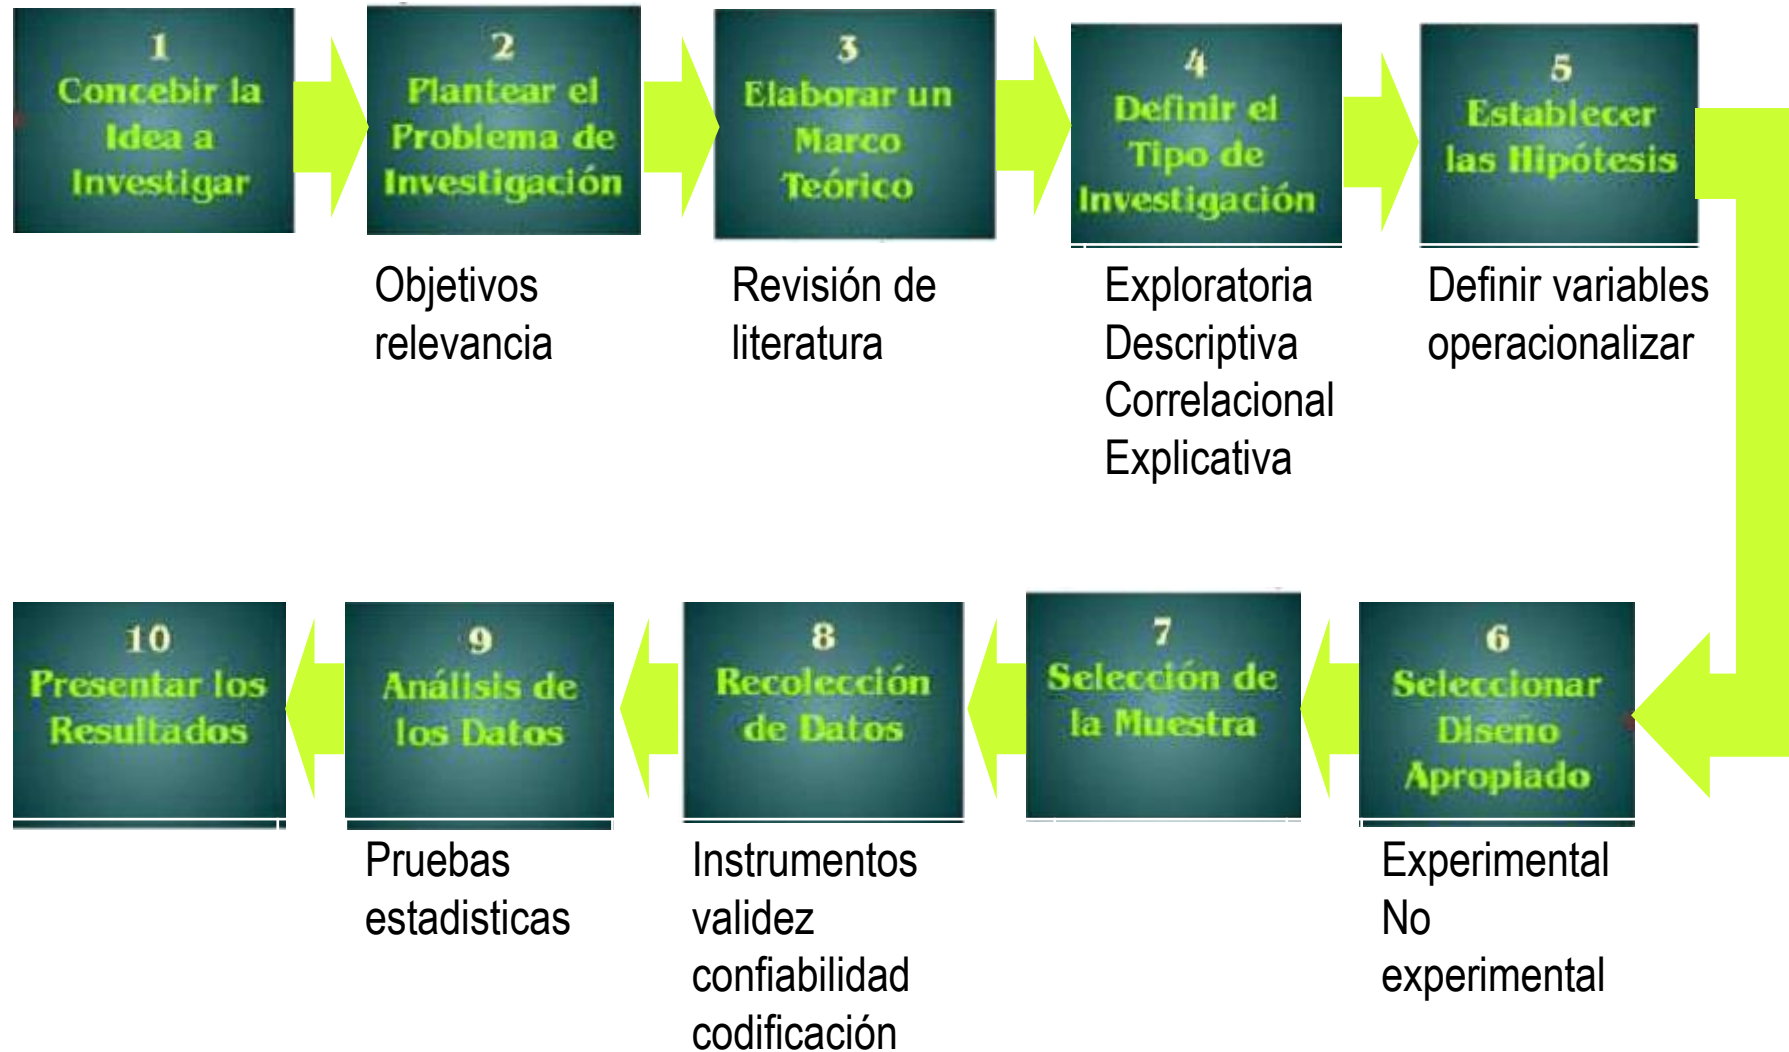 1
Concebir la
Idea a
Investigar
2
Plantear el
Problema de
Investigación
Objetivos
relevancia
3
Elaborar un
Marco
Teórico
Revisión de
literatura
4
Definir el
Tipo de
Investigación
Exploratoria
Descriptiva
Correlacional
Explicativa
5
Establecer
las Hipótesis
Definir variables
operacionalizar
6
Seleccionar
Diseño
Apropiado
Experimental
No
experimental
7
Selección de
la Muestra
8
Recolección
de Datos
Instrumentos
validez
confiabilidad
codificación
9
Análisis de
los Datos
Pruebas
estadisticas
10
Presentar los
Resultados